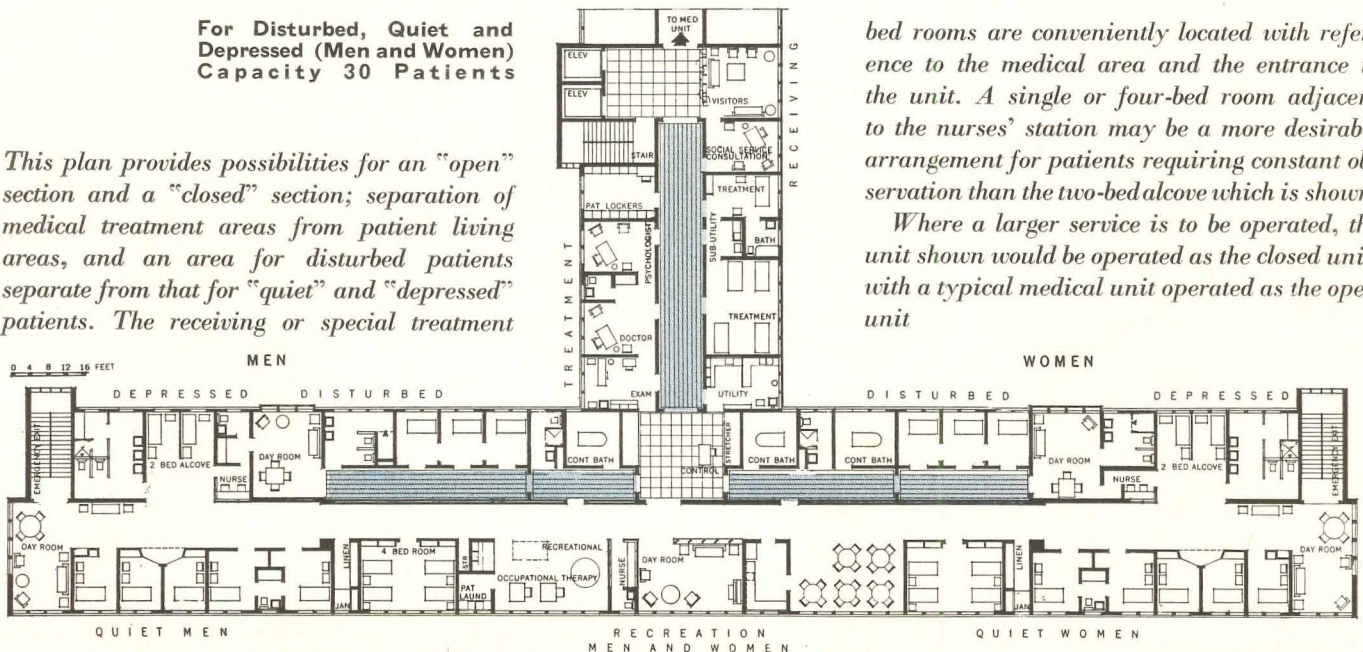 For Disturbed, Quiet and
Depressed (Men and Women)
Capacity 30 Patients
This plan provides possibilities for an "open"
section and a "closed" section; separation of
medical treatment areas from patient living
areas, and an area for disturbed patients
separate from that for "quiet" and "depressed"
patients. The receiving or special treatment
bed rooms are conveniently located with refer-
ence to the medical area and the entrance
the unit. A single or four-bed room adjacen
to the nurses' station may be a more desirab
arrangement for patients requiring constant ob
servation than the two-bed alcove which is shown
Where a larger service is to be operated, th
unit shown would be operated as the closed uni
with a typical medical unit operated as the ope
unit
TO MED
UNIT
ELEV
ELEV
VISITORS
RECEIVING
STAIR
SOCIAL SERVICE
CONSULTATION
PAT. LOCKERS
TREATMENT
PSYCHOLOGIST
SUB-UTILITY
BATH
TREATMENT
DOCTOR
TREATMENT
EXAM
UTILITY
MEN
WOMEN
0 4 8 12 16 FEET
DEPRESSED
DISTURBED
DISTURBED
DEPRESSED
EMERGENCY EXIT
2 BED ALCOVE
NURSE
DAY ROOM
CONT BATH
CONTROL
STRETCHER
CONT BATH
CONT BATH
DAY ROOM
NURSE
2 BED ALCOVE
EMERGENCY EXIT
DAY ROOM
LINEN
JAN
4 BED ROOM
STR
PAT
LAUND
RECREATIONAL
OCCUPATIONAL THERAPY
NURSE
DAY ROOM
LINEN
JAN
DAY ROOM
QUIET MEN
RECREATION
MEN AND WOMEN
QUIET WOMEN